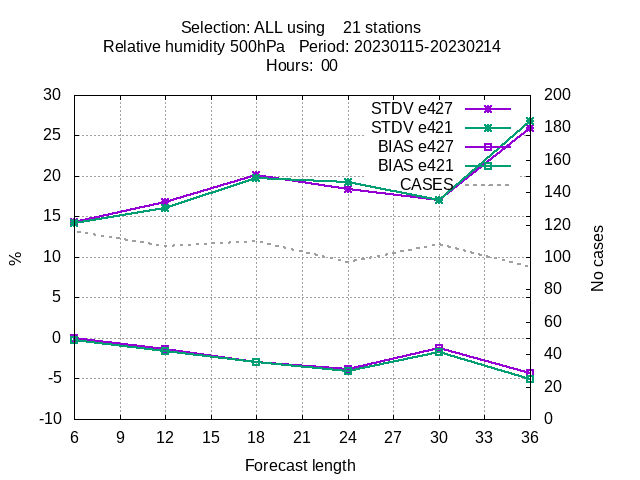 Selection: ALL using    21 stations
Relative humidity 500hPa   Period: 20230115-20230214
Hours:  00
STDV e427
STDV e421
BIAS e427
BIAS e421
CASES
30
25
20
15
10
5
0
-5
-10
%
200
180
160
140
120
100
80
60
40
20
0
No cases
6 9 12 15 18 21 24 27 30 33 36
Forecast length